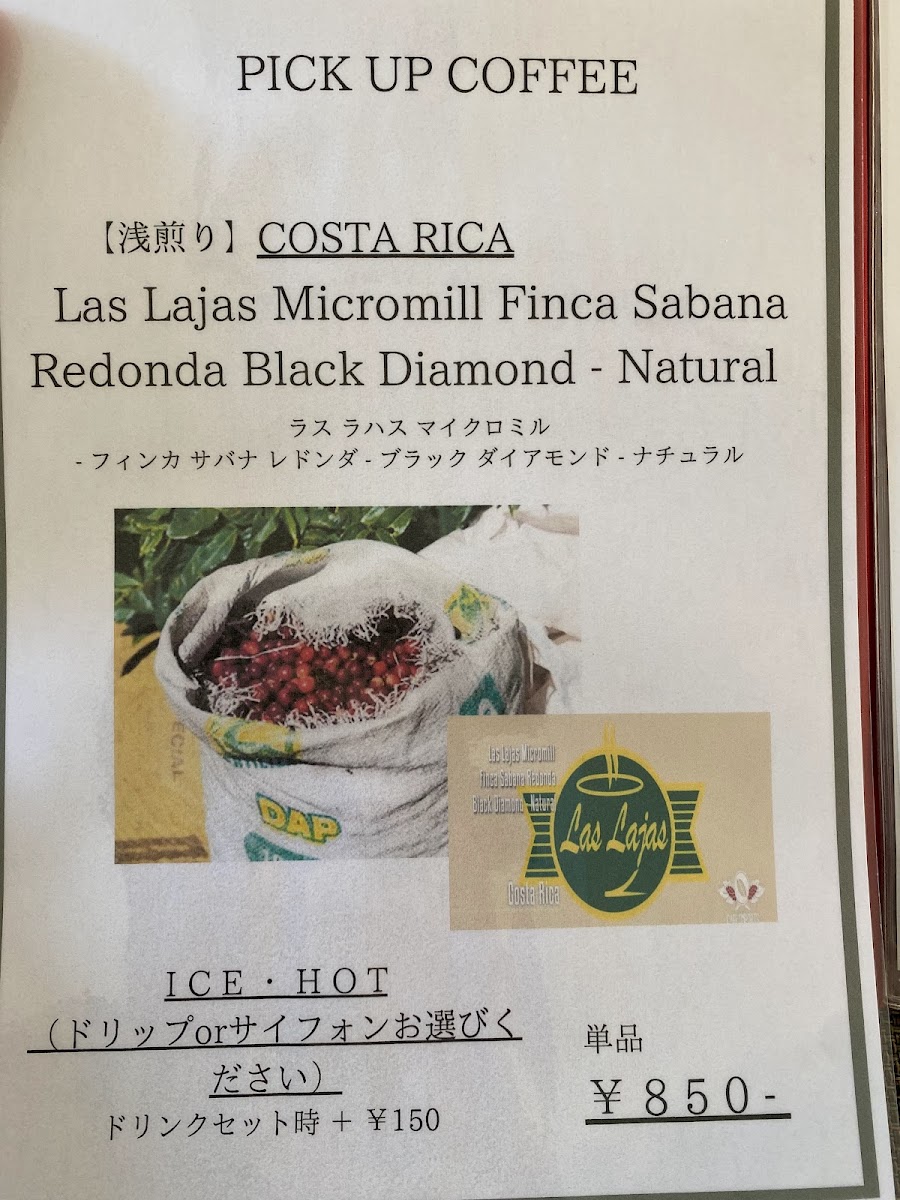 PICK UP COFFEE
【浅煎り】COSTA RICA
Las Lajas Micromill Finca Sabana
Redonda Black Diamond - Natural
ラス ラハス マイクロミル
- フィンカ サバナ レドンダ - ブラック ダイアモンド - ナチュラル
ECIAL
DAP
Las Lajas Micromill
Finca Sabana Redonda
Black Diamond - Natural
Las Lajas
Costa Rica
ICE・HOT
（ドリップorサイフォンお選びく
ださい）
ドリンクセット時 + ¥150
単品
￥８５０-